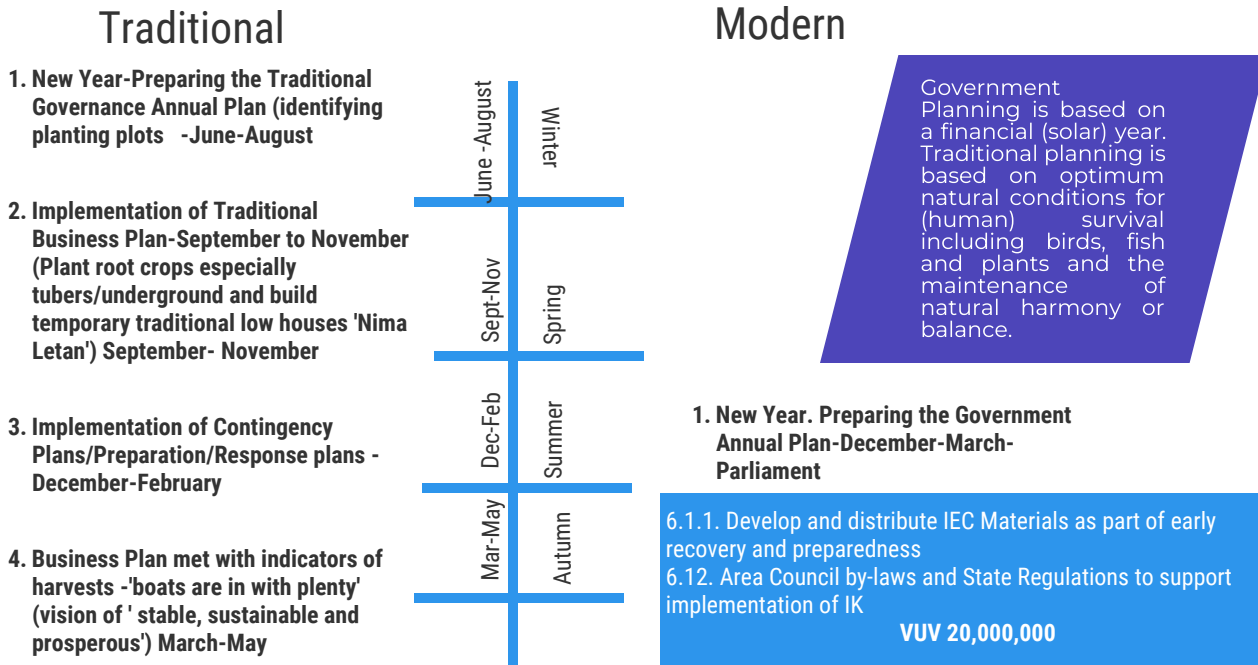 Traditional
1. New Year-Preparing the Traditional
Governance Annual Plan (identifying
planting plots -June-August
2. Implementation of Traditional
Business Plan-September to November
(Plant root crops especially
tubers/underground and build
temporary traditional low houses 'Nima
Letan') September- November
3. Implementation of Contingency
Plans/Preparation/Response plans -
December-February
4. Business Plan met with indicators of
harvests -'boats are in with plenty'
(vision of ' stable, sustainable and
prosperous') March-May
June -August
Winter
Sept-Nov
Spring
Dec-Feb
Summer
Mar-May
Autumn
Modern
Government
Planning is based on
a financial (solar) year.
Traditional planning is
based on optimum
natural conditions for
(human) survival
including birds, fish
and plants and the
maintenance of
natural harmony or
balance.
1. New Year. Preparing the Government
Annual Plan-December-March-
Parliament
6.1.1. Develop and distribute IEC Materials as part of early
recovery and preparedness
6.12. Area Council by-laws and State Regulations to support
implementation of IK
VUV 20,000,000